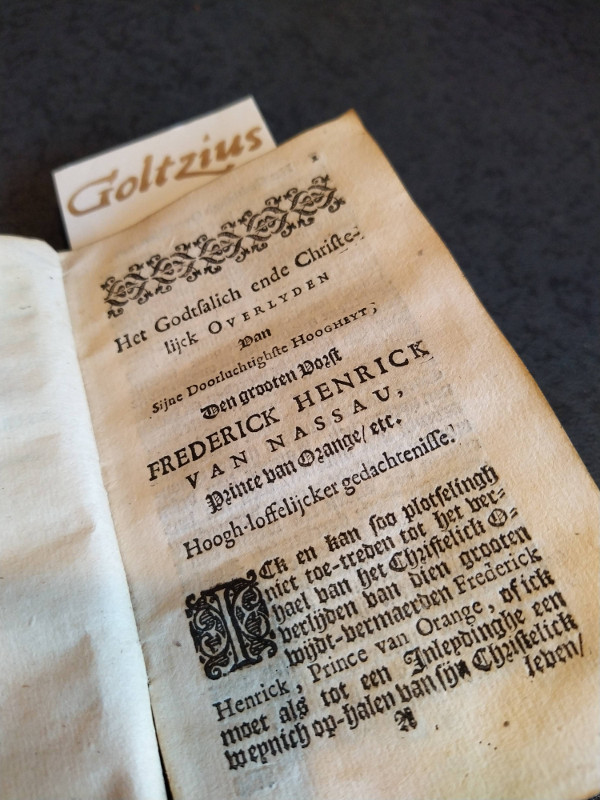 Goltzius
1
Het Godtsalich ende Christe-
lijck OVERLYDEN
Van
Sijne Doorluchtighste HOOGHEYT;
Den grooten Vorst
FREDERICK HENRICK
VAN NASSAU,
Prince van Orange/ etc.
Hoogh-loffelijcker gedachtenisse.
ICk en kan soo plotselingh
niet toe-treden tot het ver-
hael van het Christelick O-
verlijden van dien grooten
wijdt-vermaerden Frederick
Henrick, Prince van Orange, of ick
moet als tot een Inleydinghe een
weynich op-halen van sijn Christelick
leven/
A